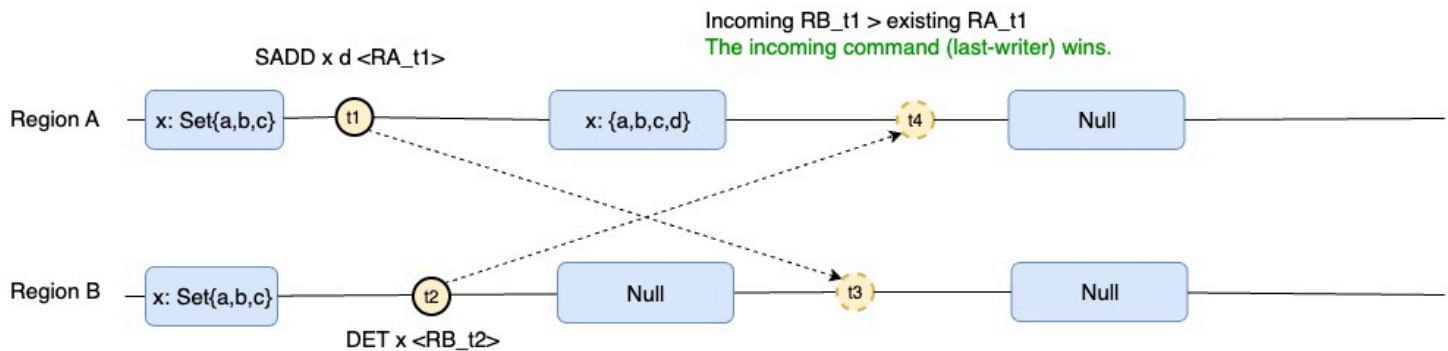 Incoming RB_t1 > existing RA_t1
The incoming command (last-writer) wins.
SADD x d <RA_t1>
Region A
x: Set{a,b,c}
t1
x: {a,b,c,d}
t4
Null
Region B
x: Set{a,b,c}
t2
Null
t3
Null
DET x <RB_t2>